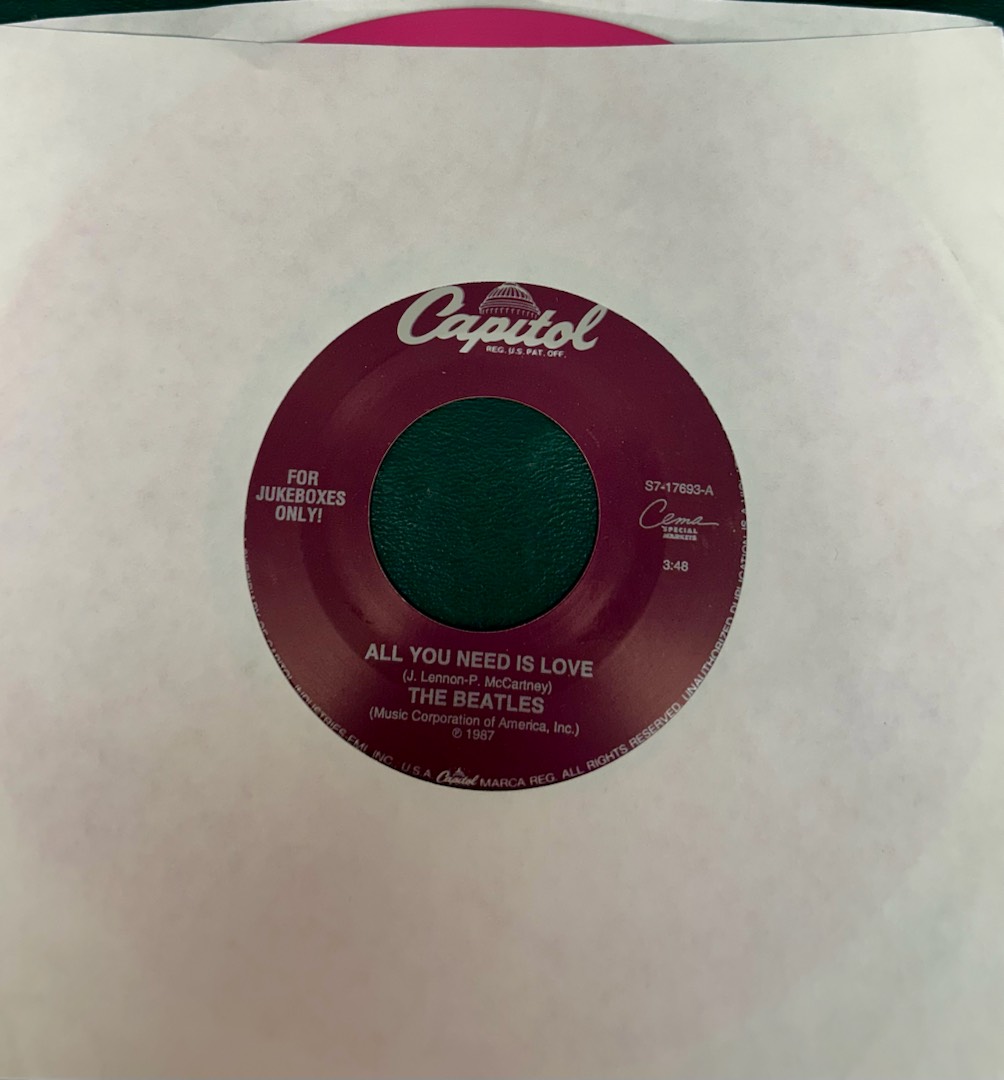 Capitol
REG. U.S. PAT. OFF.
FOR
JUKEBOXES
ONLY!
S7-17693-A
Cema
SPECIAL
MARKETS
3:48
ALL YOU NEED IS LOVE
(J. Lennon-P. McCartney)
THE BEATLES
(Music Corporation of America, Inc.)
℗ 1987
INDUSTRIES-EMI, INC., U.S.A. Capitol MARCA REG. ALL RIGHTS RESERVED. UNAUTHORIZED DUPLICATION IS A